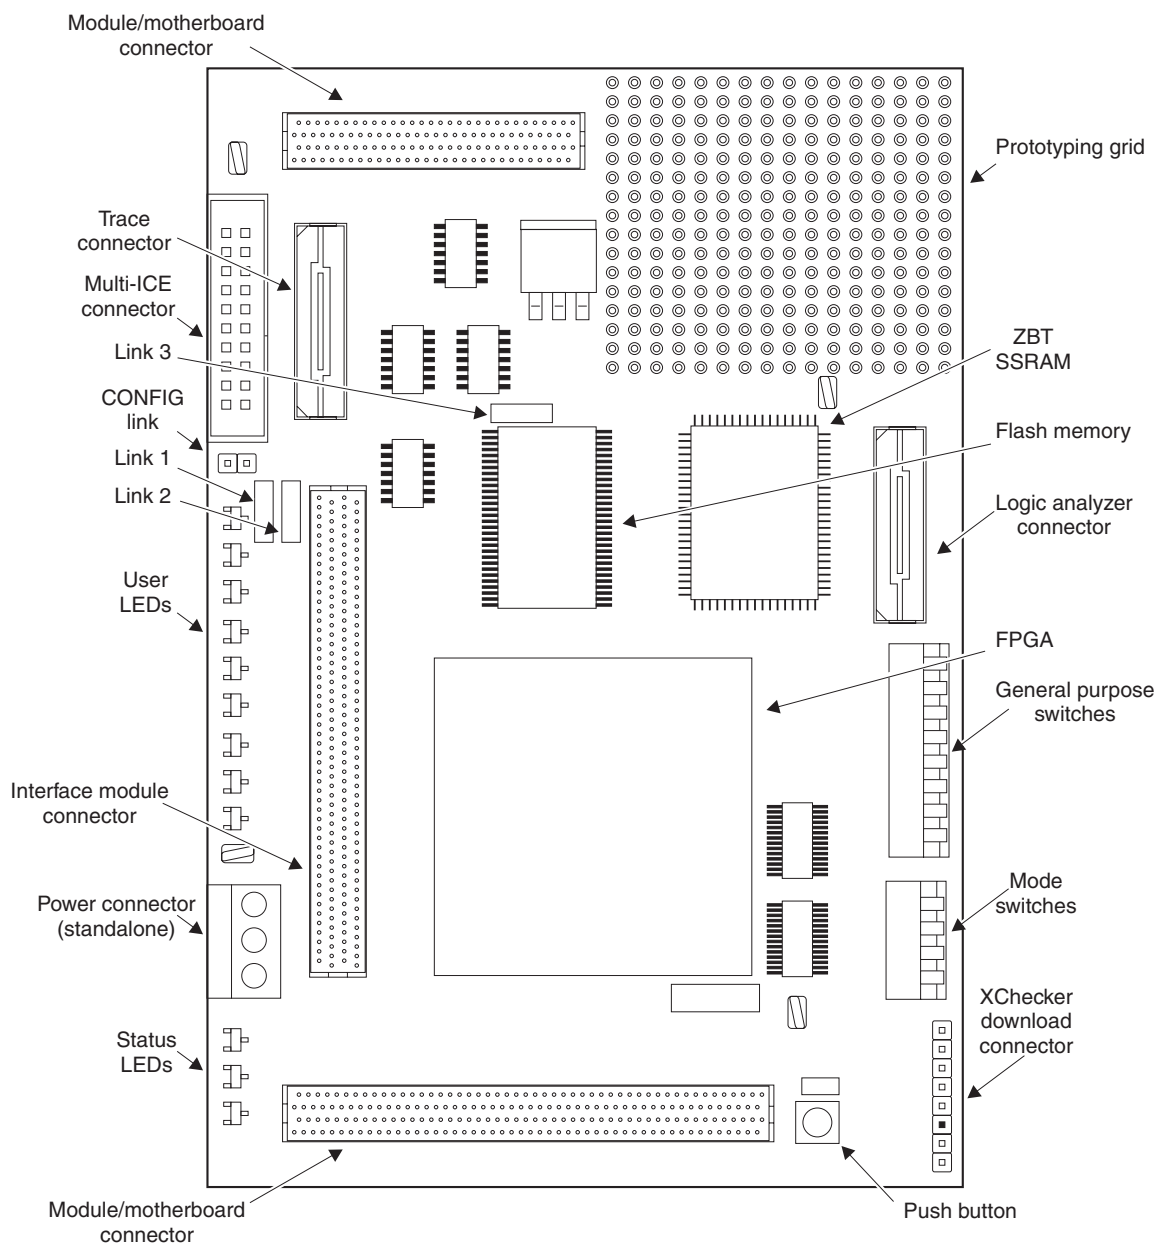 Module/motherboard
connector
Prototyping grid
Trace
connector
Multi-ICE
connector
Link 3
CONFIG
link
Link 1
Link 2
User
LEDs
Interface module
connector
Power connector
(standalone)
Status
LEDs
Module/motherboard
connector
ZBT
SSRAM
Flash memory
Logic analyzer
connector
FPGA
General purpose
switches
Mode
switches
XChecker
download
connector
Push button